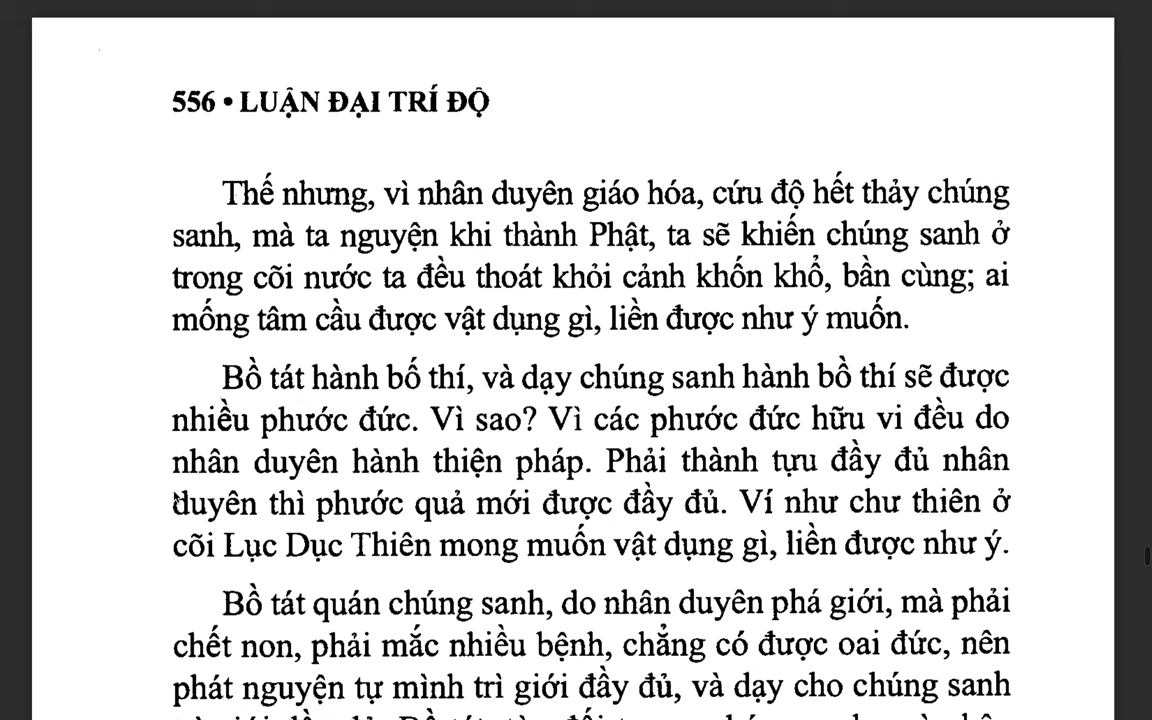 556 • LUẬN ĐẠI TRÍ ĐỘ
Thế nhưng, vì nhân duyên giáo hóa, cứu độ hết thảy chúng
sanh, mà ta nguyện khi thành Phật, ta sẽ khiến chúng sanh ở
trong cõi nước ta đều thoát khỏi cảnh khốn khổ, bần cùng; ai
mống tâm cầu được vật dụng gì, liền được như ý muốn.
Bồ tát hành bố thí, và dạy chúng sanh hành bồ thí sẽ được
nhiều phước đức. Vì sao? Vì các phước đức hữu vi đều do
nhân duyên hành thiện pháp. Phải thành tựu đầy đủ nhân
duyên thì phước quả mới được đầy đủ. Ví như chư thiên ở
cõi Lục Dục Thiên mong muốn vật dụng gì, liền được như ý.
Bồ tát quán chúng sanh, do nhân duyên phá giới, mà phải
chết non, phải mắc nhiều bệnh, chẳng có được oai đức, nên
phát nguyện tự mình trì giới đầy đủ, và dạy cho chúng sanh